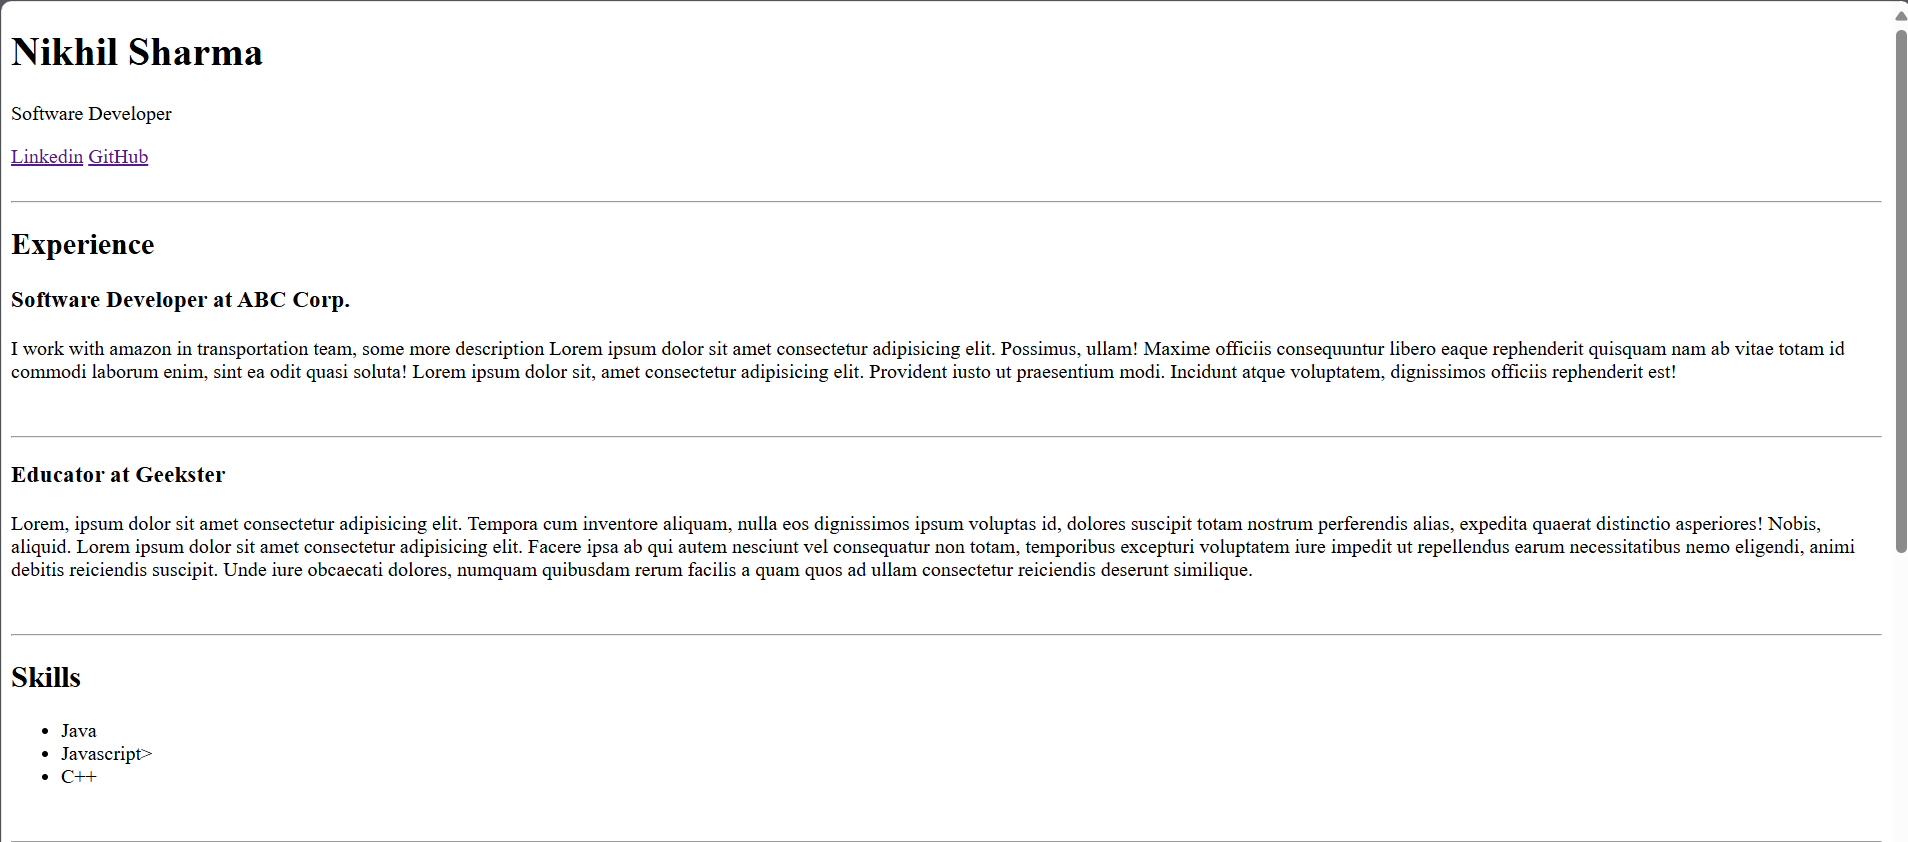 Nikhil Sharma
Software Developer
Linkedin GitHub
Experience
Software Developer at ABC Corp.
I work with amazon in transportation team, some more description Lorem ipsum dolor sit amet consectetur adipisicing elit. Possimus, ullam! Maxime officiis consequuntur libero eaque rephenderit quisquam nam ab vitae totam id
commodi laborum enim, sint ea odit quasi soluta! Lorem ipsum dolor sit, amet consectetur adipisicing elit. Provident iusto ut praesentium modi. Incidunt atque voluptatem, dignissimos officiis rephenderit est!
Educator at Geekster
Lorem, ipsum dolor sit amet consectetur adipisicing elit. Tempora cum inventore aliquam, nulla eos dignissimos ipsum voluptas id, dolores suscipit totam nostrum perferendis alias, expedita quaerat distinctio asperiores! Nobis,
aliquid. Lorem ipsum dolor sit amet consectetur adipisicing elit. Facere ipsa ab qui autem nesciunt vel consequatur non totam, temporibus excepturi voluptatem iure impedit ut repellendus earum necessitatibus nemo eligendi, animi
debitis reiciendis suscipit. Unde iure obcaecati dolores, numquam quibusdam rerum facilis a quam quos ad ullam consectetur reiciendis deserunt similique.
Skills
• Java
• Javascript>
• C++